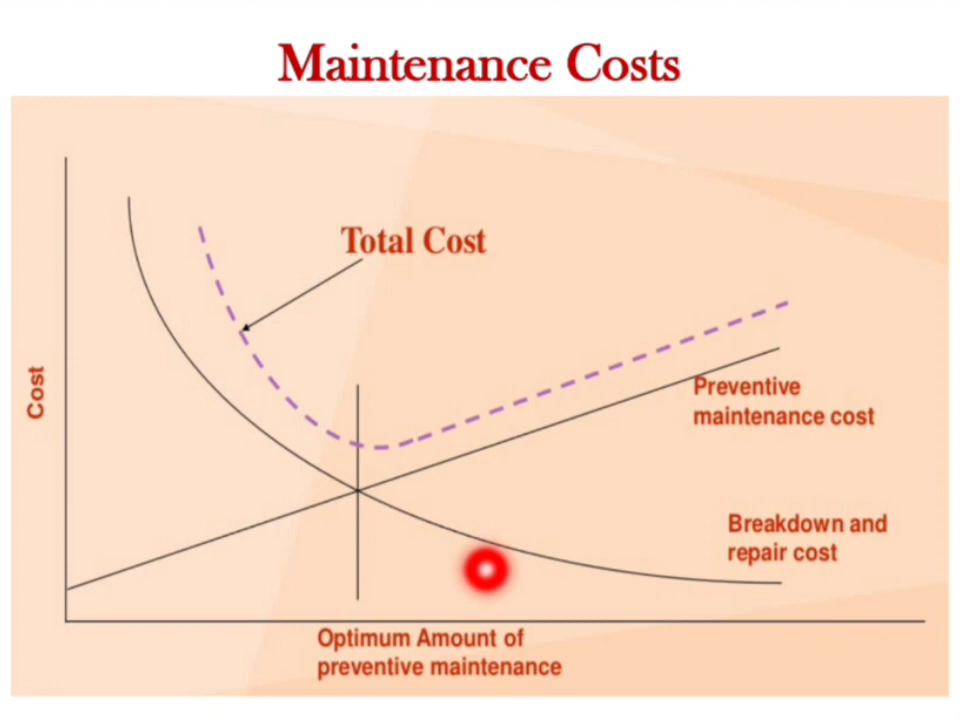 Maintenance Costs
Total Cost
Cost
Preventive
maintenance cost
Breakdown and
repair cost
Optimum Amount of
preventive maintenance